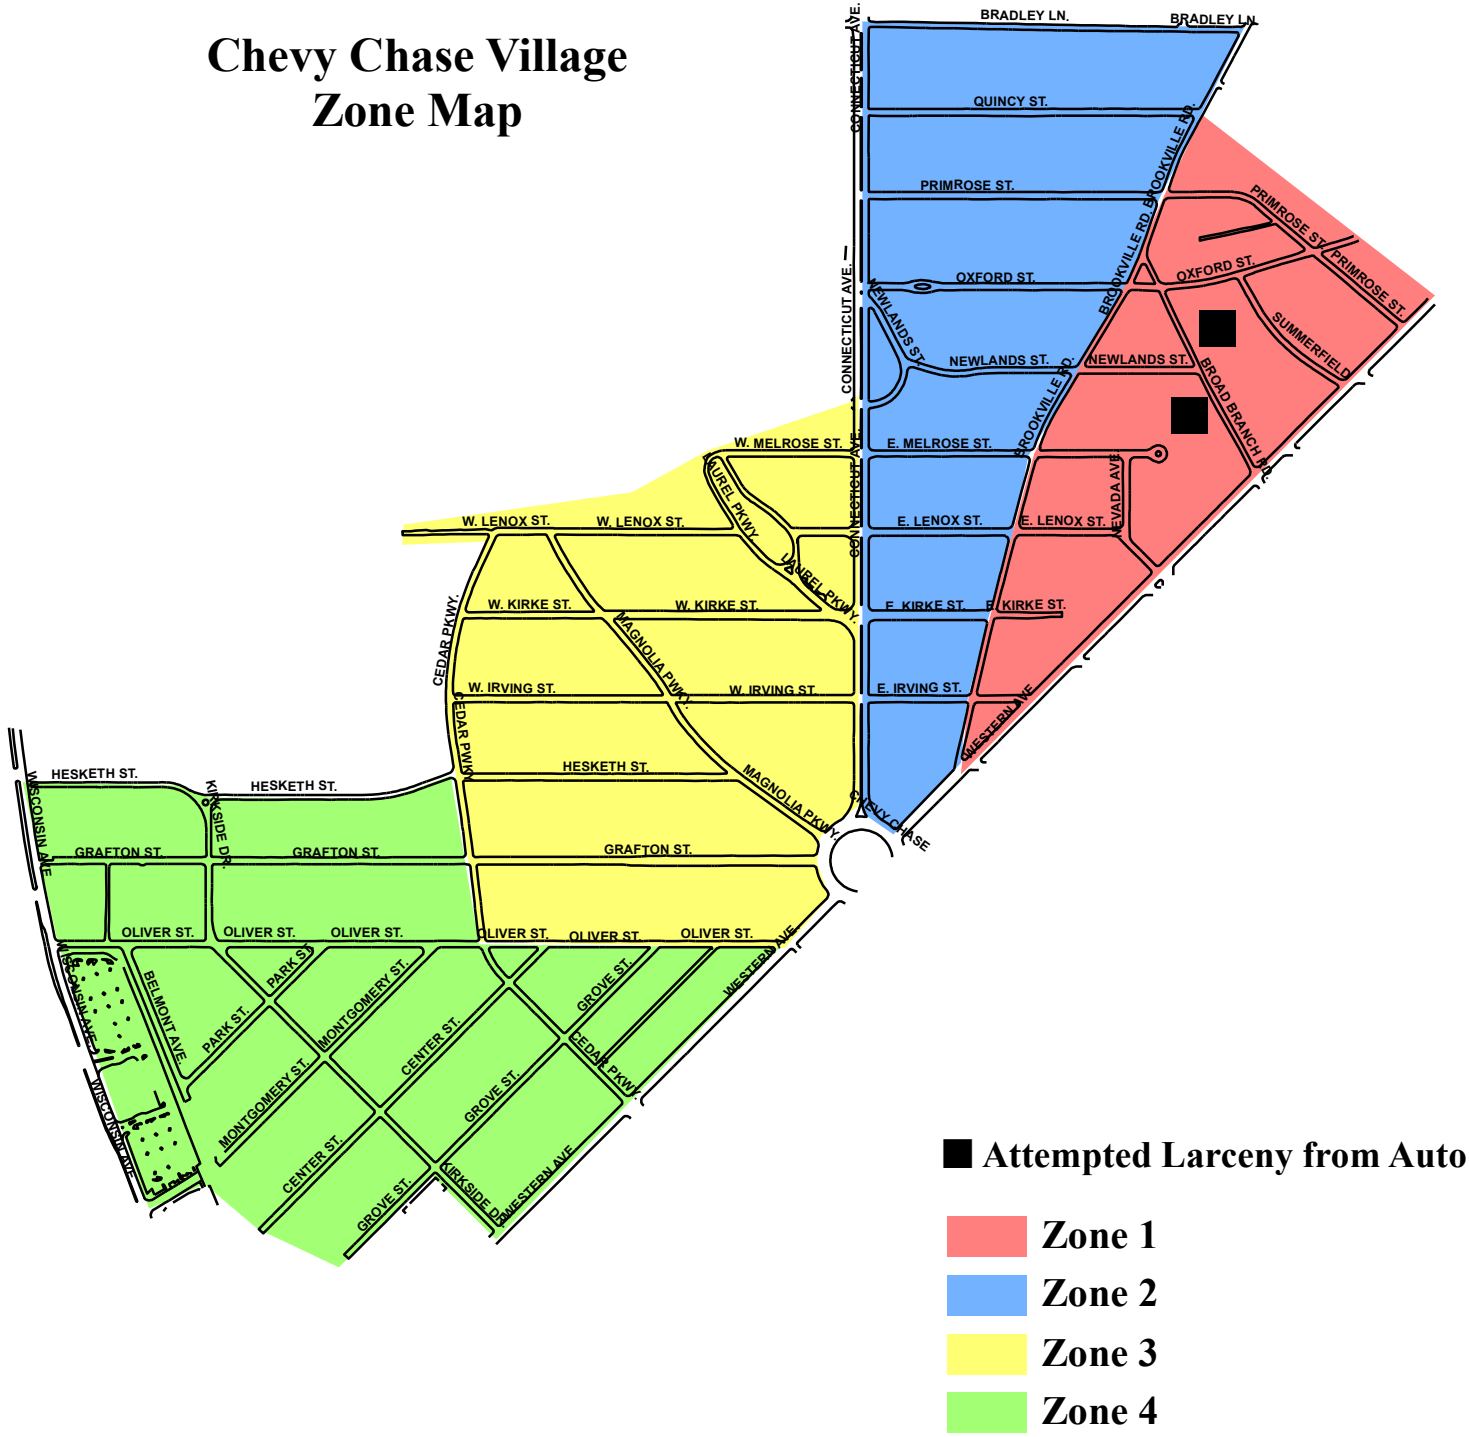 Chevy Chase Village
Zone Map
BRADLEY LN.
BRADLEY LN.
CONNECTICUT AVE.
QUINCY ST.
BROOKVILLE RD.
PRIMROSE ST.
PRIMROSE ST.
PRIMROSE ST.
BROOKVILLE RD.
OXFORD ST.
OXFORD ST.
CONNECTICUT AVE.
NEWLANDS ST.
SUMMERFIELD
NEWLANDS ST.
NEWLANDS ST.
BROOKVILLE RD.
BROAD BRANCH RD.
W. MELROSE ST.
E. MELROSE ST.
LAUREL PKWY.
CONNECTICUT AVE.
NEVADA AVE.
W. LENOX ST.
W. LENOX ST.
E. LENOX ST.
E. LENOX ST.
LAUREL PKWY.
CEDAR PKWY.
W. KIRKE ST.
W. KIRKE ST.
E. KIRKE ST.
E. KIRKE ST.
MAGNOLIA PWKY.
W. IRVING ST.
W. IRVING ST.
E. IRVING ST.
CEDAR PWKY.
WESTERN AVE.
HESKETH ST.
HESKETH ST.
HESKETH ST.
WISCONSIN AVE
KIRKSIDE DR.
MAGNOLIA PKWY.
CHEVY CHASE
GRAFTON ST.
GRAFTON ST.
GRAFTON ST.
OLIVER ST.
OLIVER ST.
OLIVER ST.
OLIVER ST.
OLIVER ST.
OLIVER ST.
WISCONSIN AVE.
BELMONT AVE.
PARK ST.
PARK ST.
MONTGOMERY ST.
GROVE ST.
WESTERN AVE.
CENTER ST.
CEDAR PKWY.
WISCONSIN AVE
MONTGOMERY ST.
GROVE ST.
CENTER ST.
GROVE ST.
KIRKSIDE DR.
WESTERN AVE
Attempted Larceny from Auto
Zone 1
Zone 2
Zone 3
Zone 4